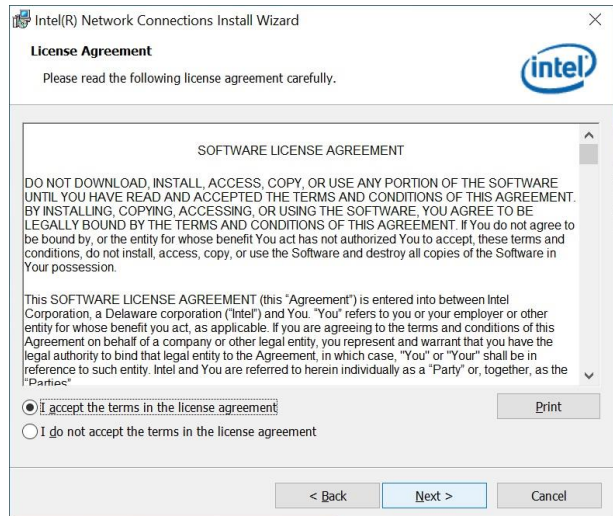 Intel(R) Network Connections Install Wizard
License Agreement
Please read the following license agreement carefully.
intel
SOFTWARE LICENSE AGREEMENT
DO NOT DOWNLOAD, INSTALL, ACCESS, COPY, OR USE ANY PORTION OF THE SOFTWARE
UNTIL YOU HAVE READ AND ACCEPTED THE TERMS AND CONDITIONS OF THIS AGREEMENT.
BY INSTALLING, COPYING, ACCESSING, OR USING THE SOFTWARE, YOU AGREE TO BE
LEGALLY BOUND BY THE TERMS AND CONDITIONS OF THIS AGREEMENT. If You do not agree to
be bound by, or the entity for whose benefit You act has not authorized You to accept, these terms and
conditions, do not install, access, copy, or use the Software and destroy all copies of the Software in
Your possession.
This SOFTWARE LICENSE AGREEMENT (this “Agreement”) is entered into between Intel
Corporation, a Delaware corporation (“Intel”) and You. “You” refers to you or your employer or other
entity for whose benefit you act, as applicable. If you are agreeing to the terms and conditions of this
Agreement on behalf of a company or other legal entity, you represent and warrant that you have the
legal authority to bind that legal entity to the Agreement, in which case, "You" or "Your" shall be in
reference to such entity. Intel and You are referred to herein individually as a “Party” or, together, as the
“Parties”
I accept the terms in the license agreement
Print
I do not accept the terms in the license agreement
< Back
Next >
Cancel